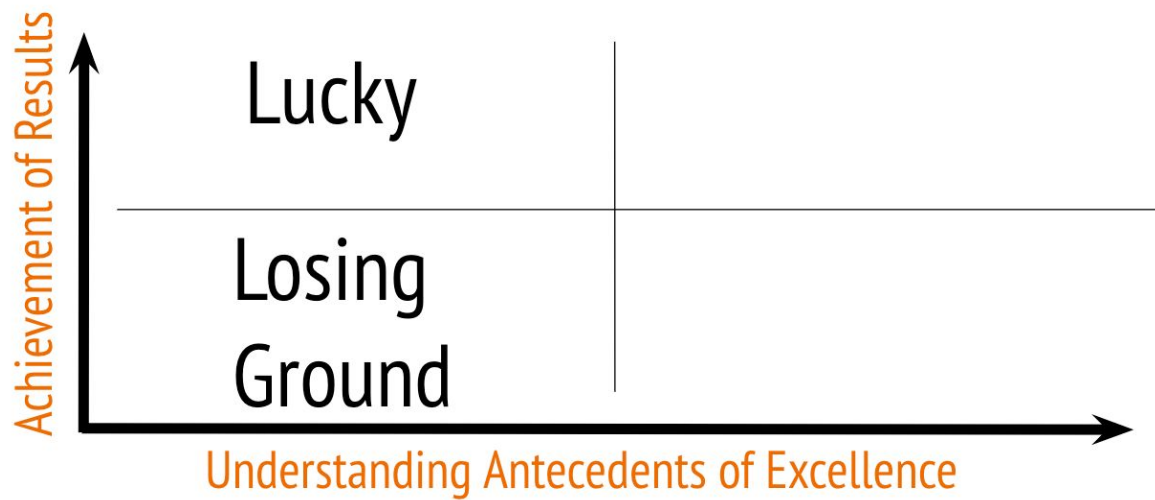 Achievement of Results
Lucky
Losing
Ground
Understanding Antecedents of Excellence